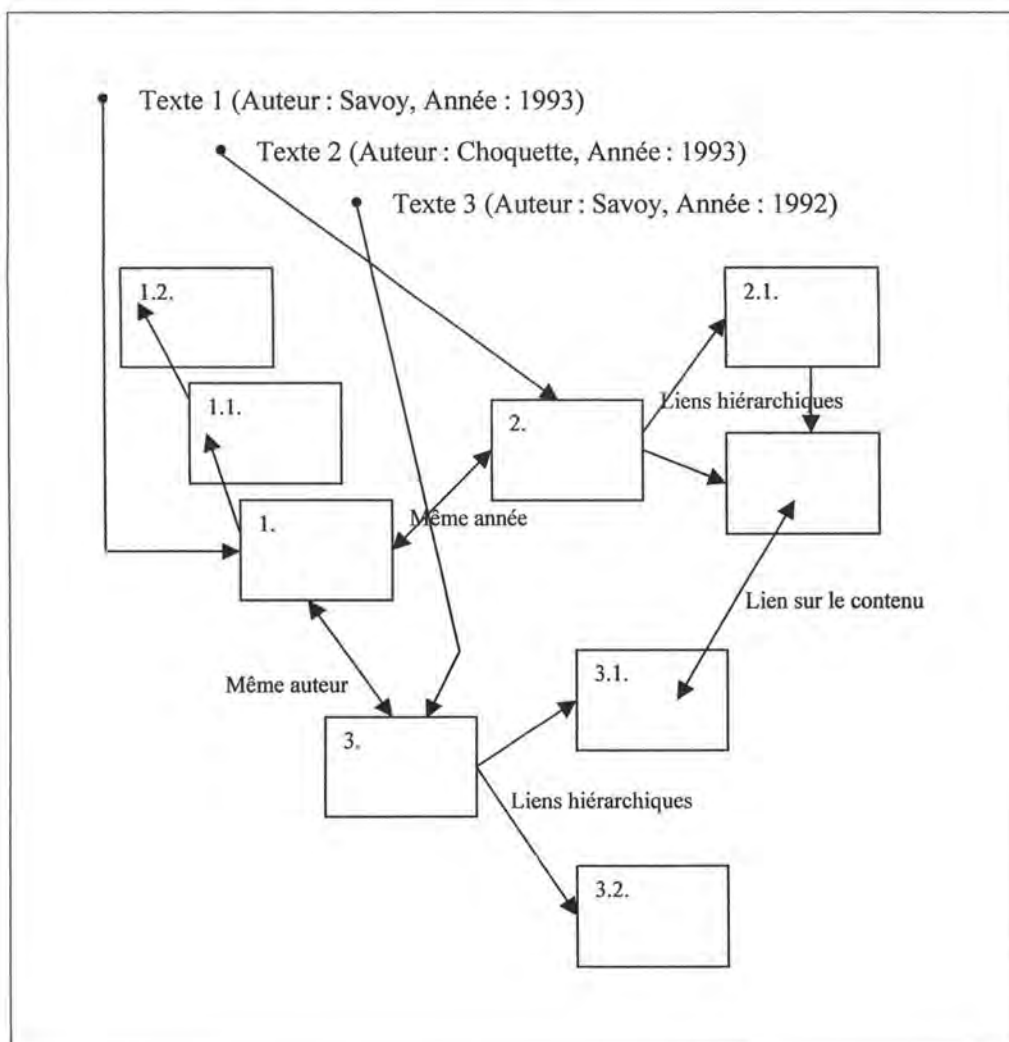 Texte 1 (Auteur : Savoy, Année : 1993)
Texte 2 (Auteur : Choquette, Année : 1993)
Texte 3 (Auteur : Savoy, Année : 1992)
1.2.
2.1.
1.1.
Liens hiérarchiques
2.
1.
Même année
Lien sur le contenu
3.1.
Même auteur
3.
Liens hiérarchiques
3.2.